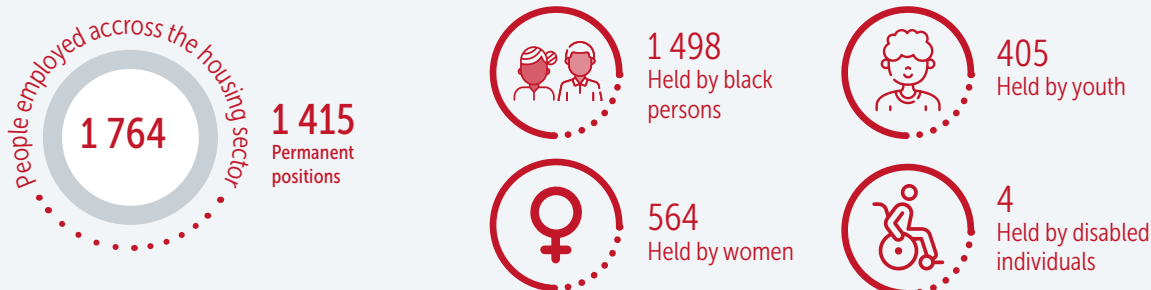 People employed accross the housing sector
1 764
1 415
Permanent
positions
1 498
Held by black
persons
405
Held by youth
564
Held by women
4
Held by disabled
individuals